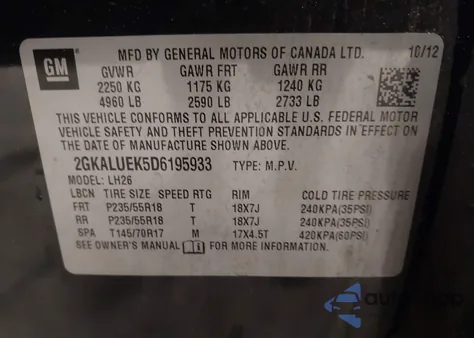 GM
MFD BY GENERAL MOTORS OF CANADA LTD. 10/12
GVWR GAWR FRT GAWR RR
2250 KG 1175 KG 1240 KG
4960 LB 2590 LB 2733 LB
THIS VEHICLE CONFORMS TO ALL APPLICABLE U.S. FEDERAL MOTOR
VEHICLE SAFETY AND THEFT PREVENTION STANDARDS IN EFFECT ON
THE DATE OF MANUFACTURE SHOWN ABOVE.
2GKALUEK5D6195933 TYPE: M.P.V.
MODEL: LH26
LBCN TIRE SIZE SPEED RTG RIM COLD TIRE PRESSURE
FRT P235/55R18 T 18X7J 240KPA(35PSI)
RR P235/55R18 T 18X7J 240KPA(35PSI)
SPA T145/70R17 M 17X4.5T 420KPA(60PSI)
SEE OWNER'S MANUAL FOR MORE INFORMATION.